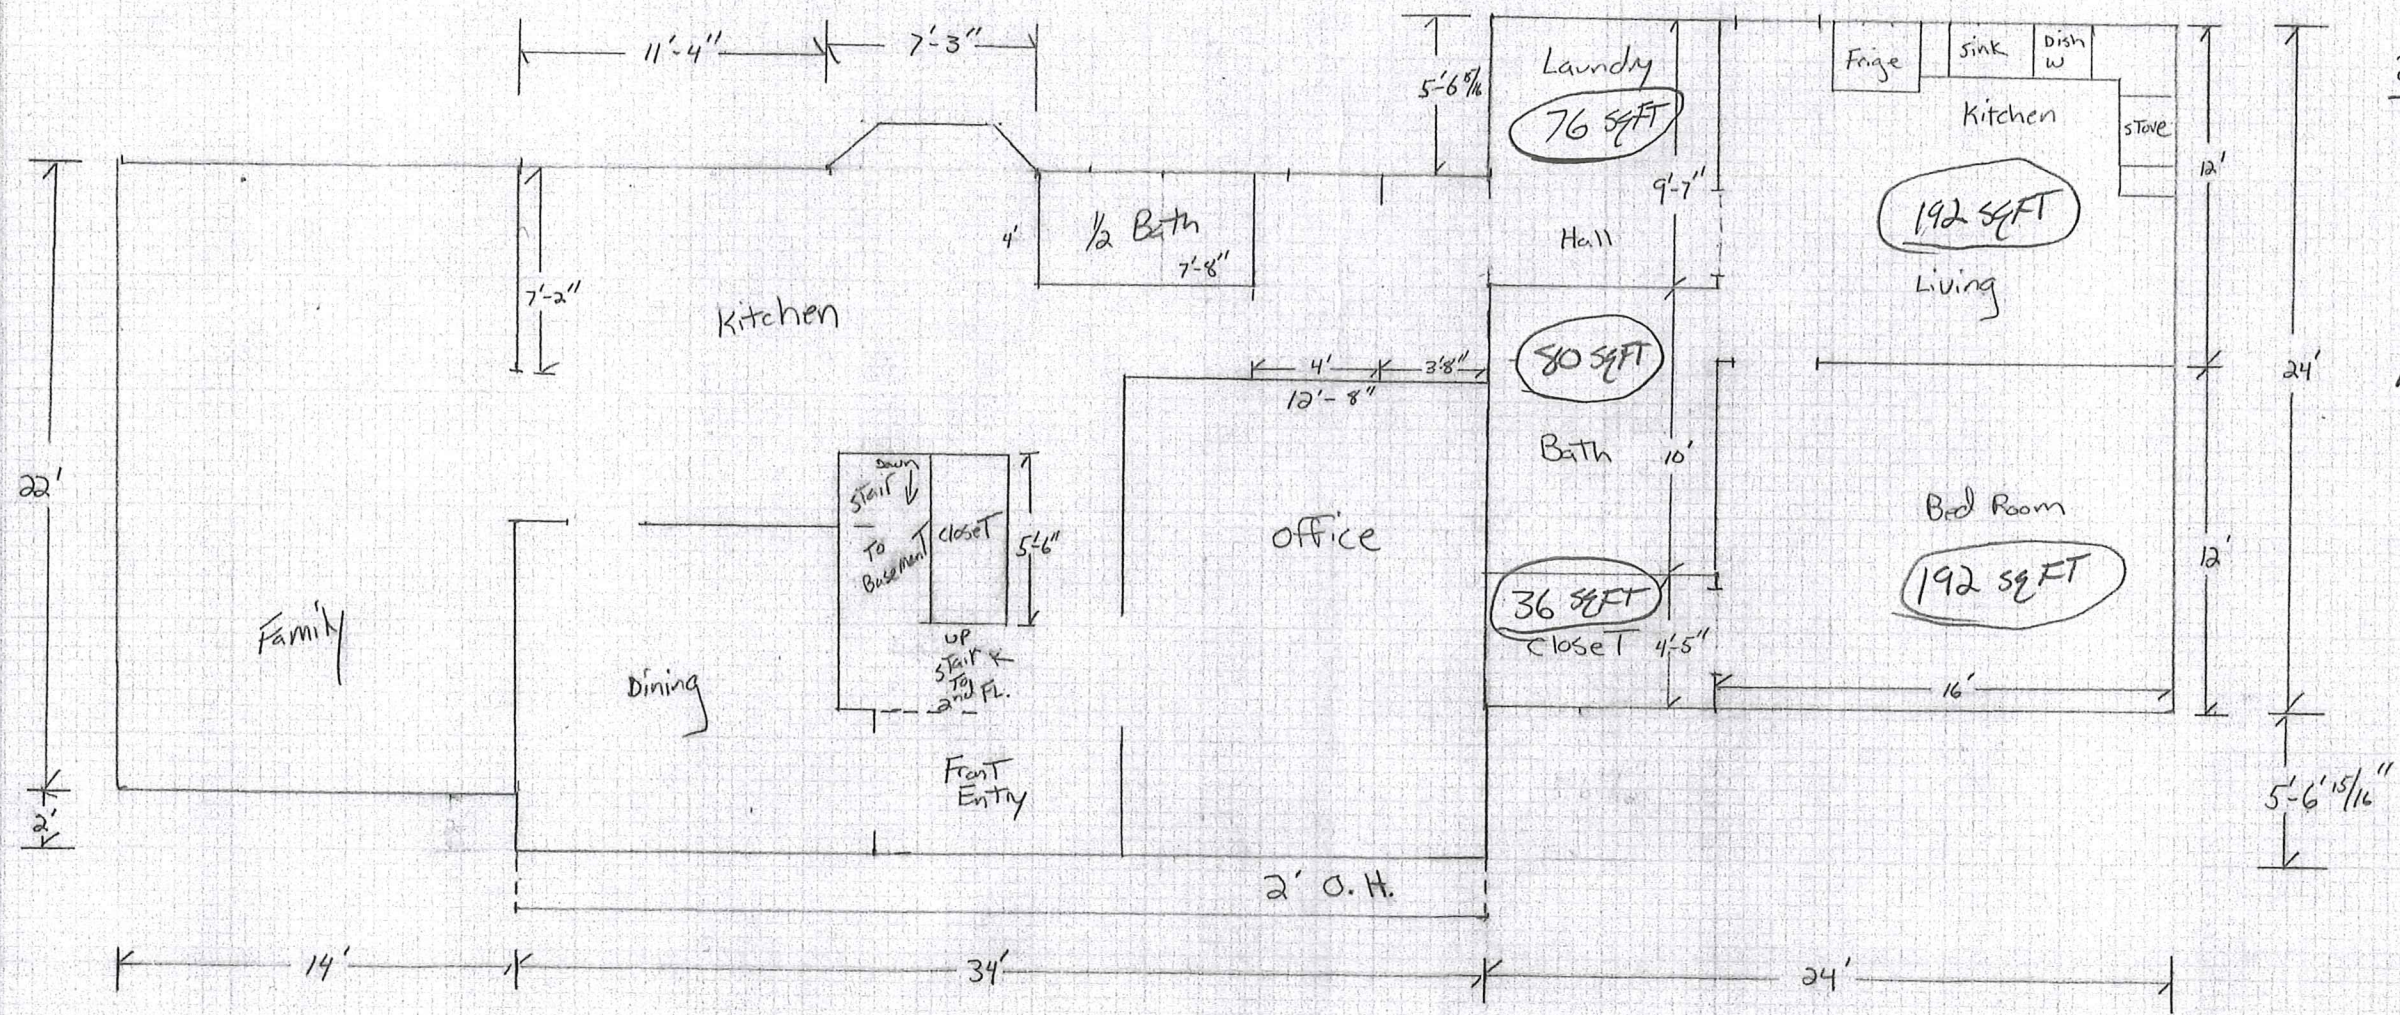 11'-4"
7'-3"
5'-6 15/16
Laundry
76 SQFT
9'-7"
Hall
Frige
Sink
Dish
W
Kitchen
Stove
192 SQFT
Living
12'
24'
22'
2'
7'-2"
Kitchen
4'
1/2 Bath
7'-8"
4'
3'8"
12'-8"
80 SQFT
Bath
10'
Down
Stair
To
Basement
Closet
5'-6"
UP
Stair
To
2nd FL.
Office
36 SQFT
Closet
4'-5"
Bed Room
192 SQFT
12'
16'
5'-6' 15/16"
Family
Dining
Front
Entry
2' O.H.
14'
34'
24'